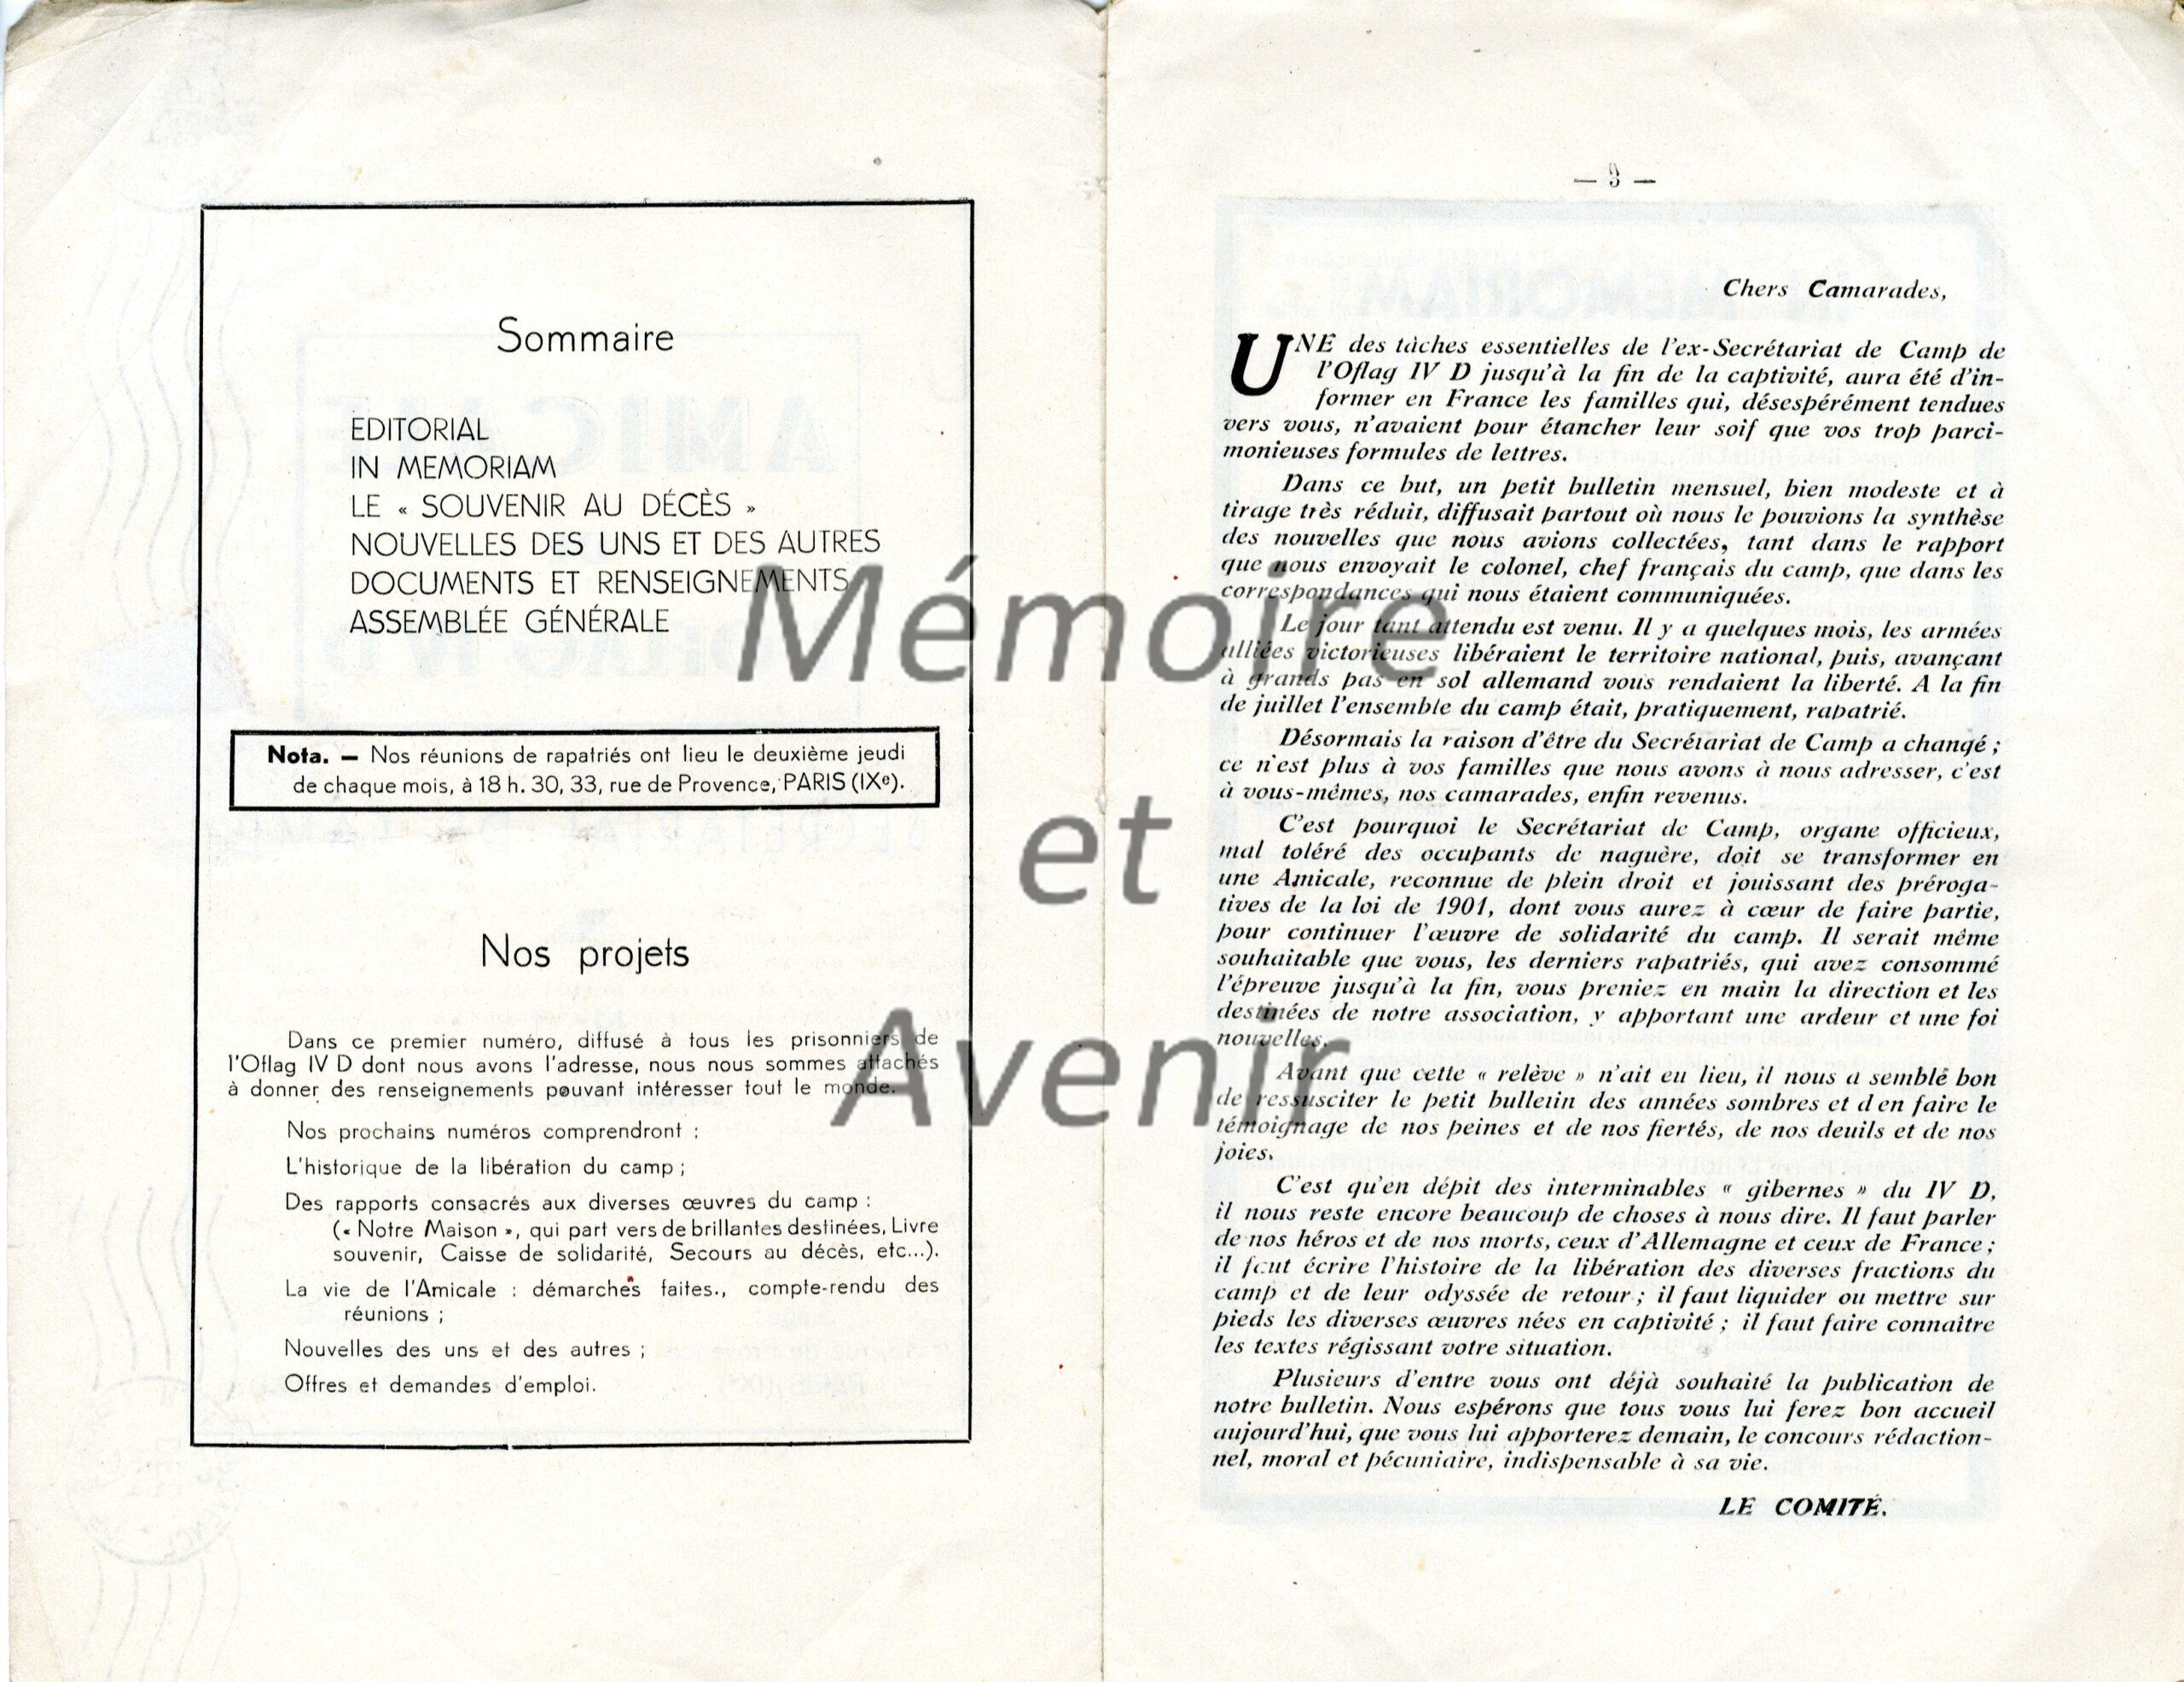 Sommaire
EDITORIAL
IN MEMORIAM
LE « SOUVENIR AU DÉCÈS »
NOUVELLES DES UNS ET DES AUTRES
DOCUMENTS ET RENSEIGNEMENTS
ASSEMBLÉE GÉNÉRALE
Nota. — Nos réunions de rapatriés ont lieu le deuxième jeudi
de chaque mois, à 18 h. 30, 33, rue de Provence, PARIS (IXe).
Nos projets
Dans ce premier numéro, diffusé à tous les prisonniers de
l'Oflag IV D dont nous avons l'adresse, nous nous sommes attachés
à donner des renseignements pouvant intéresser tout le monde.
Nos prochains numéros comprendront :
L'historique de la libération du camp ;
Des rapports consacrés aux diverses œuvres du camp :
(« Notre Maison », qui part vers de brillantes destinées, Livre
souvenir, Caisse de solidarité, Secours au décès, etc...).
La vie de l'Amicale : démarches faites., compte-rendu des
réunions ;
Nouvelles des uns et des autres ;
Offres et demandes d'emploi.
Chers Camarades,
UNE des tâches essentielles de l'ex-Secrétariat de Camp de
l'Oflag IV D jusqu'à la fin de la captivité, aura été d'in-
former en France les familles qui, désespérément tendues
vers vous, n'avaient pour étancher leur soif que vos trop parci-
monieuses formules de lettres.
Dans ce but, un petit bulletin mensuel, bien modeste et à
tirage très réduit, diffusait partout où nous le pouvions la synthèse
des nouvelles que nous avions collectées, tant dans le rapport
que nous envoyait le colonel, chef français du camp, que dans les
correspondances qui nous étaient communiquées.
Le jour tant attendu est venu. Il y a quelques mois, les armées
alliées victorieuses libéraient le territoire national, puis, avançant
à grands pas en sol allemand vous rendaient la liberté. A la fin
de juillet l'ensemble du camp était, pratiquement, rapatrié.
Désormais la raison d'être du Secrétariat de Camp a changé ;
ce n'est plus à vos familles que nous avons à nous adresser, c'est
à vous-mêmes, nos camarades, enfin revenus.
C'est pourquoi le Secrétariat de Camp, organe officieux,
mal toléré des occupants de naguère, doit se transformer en
une Amicale, reconnue de plein droit et jouissant des préroga-
tives de la loi de 1901, dont vous aurez à cœur de faire partie,
pour continuer l'œuvre de solidarité du camp. Il serait même
souhaitable que vous, les derniers rapatriés, qui avez consommé
l'épreuve jusqu'à la fin, vous preniez en main la direction et les
destinées de notre association, y apportant une ardeur et une foi
nouvelles.
Avant que cette « relève » n'ait eu lieu, il nous a semblé bon
de ressusciter le petit bulletin des années sombres et d en faire le
témoignage de nos peines et de nos fiertés, de nos deuils et de nos
joies.
C'est qu'en dépit des interminables « gibernes » du IV D,
il nous reste encore beaucoup de choses à nous dire. Il faut parler
de nos héros et de nos morts, ceux d'Allemagne et ceux de France ;
il faut écrire l'histoire de la libération des diverses fractions du
camp et de leur odyssée de retour ; il faut liquider ou mettre sur
pieds les diverses œuvres nées en captivité ; il faut faire connaître
les textes régissant votre situation.
Plusieurs d'entre vous ont déjà souhaité la publication de
notre bulletin. Nous espérons que tous vous lui ferez bon accueil
aujourd'hui, que vous lui apporterez demain, le concours rédaction-
nel, moral et pécuniaire, indispensable à sa vie.
LE COMITÉ.
Mémoire
et
Avenir